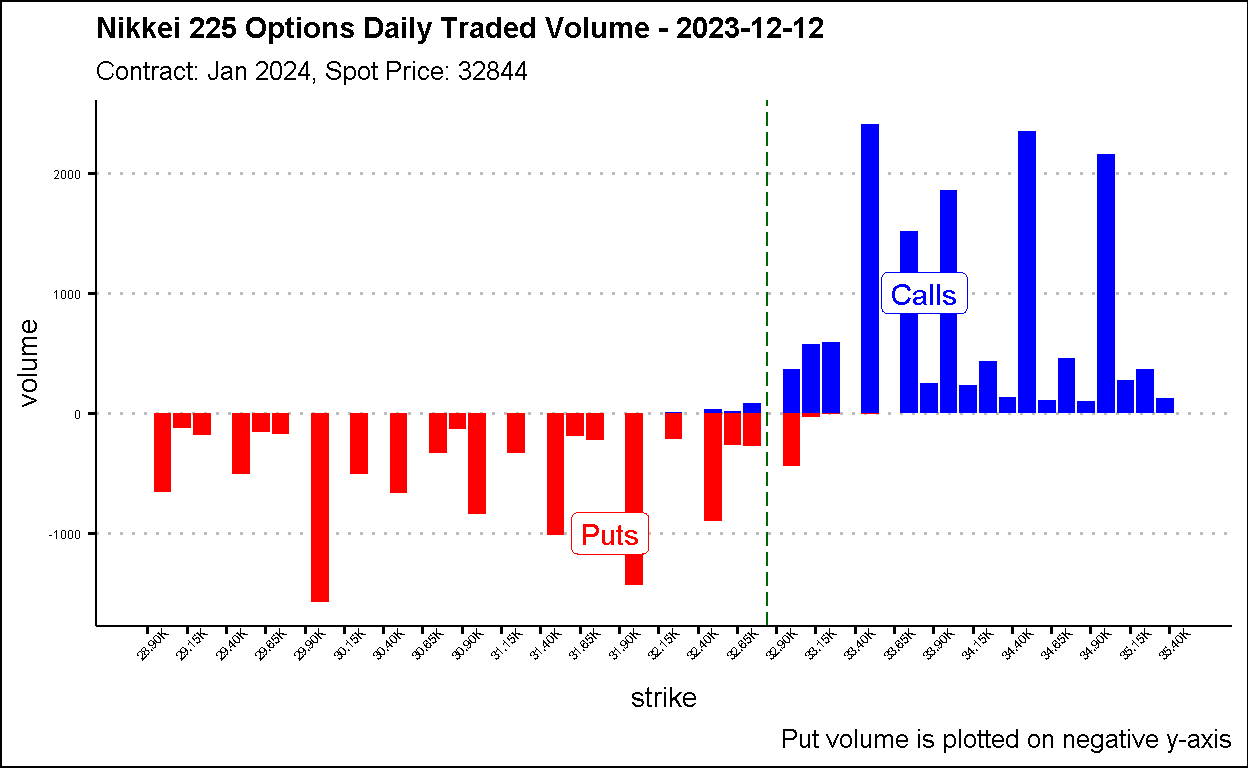 Nikkei 225 Options Daily Traded Volume - 2023-12-12
Contract: Jan 2024, Spot Price: 32844
2000
1000
0
-1000
volume
Calls
Puts
28.90K
29.15K
29.40K
29.65K
29.90K
30.15K
30.40K
30.65K
30.90K
31.15K
31.40K
31.65K
31.90K
32.15K
32.40K
32.65K
32.90K
33.15K
33.40K
33.65K
33.90K
34.15K
34.40K
34.65K
34.90K
35.15K
35.40K
strike
Put volume is plotted on negative y-axis